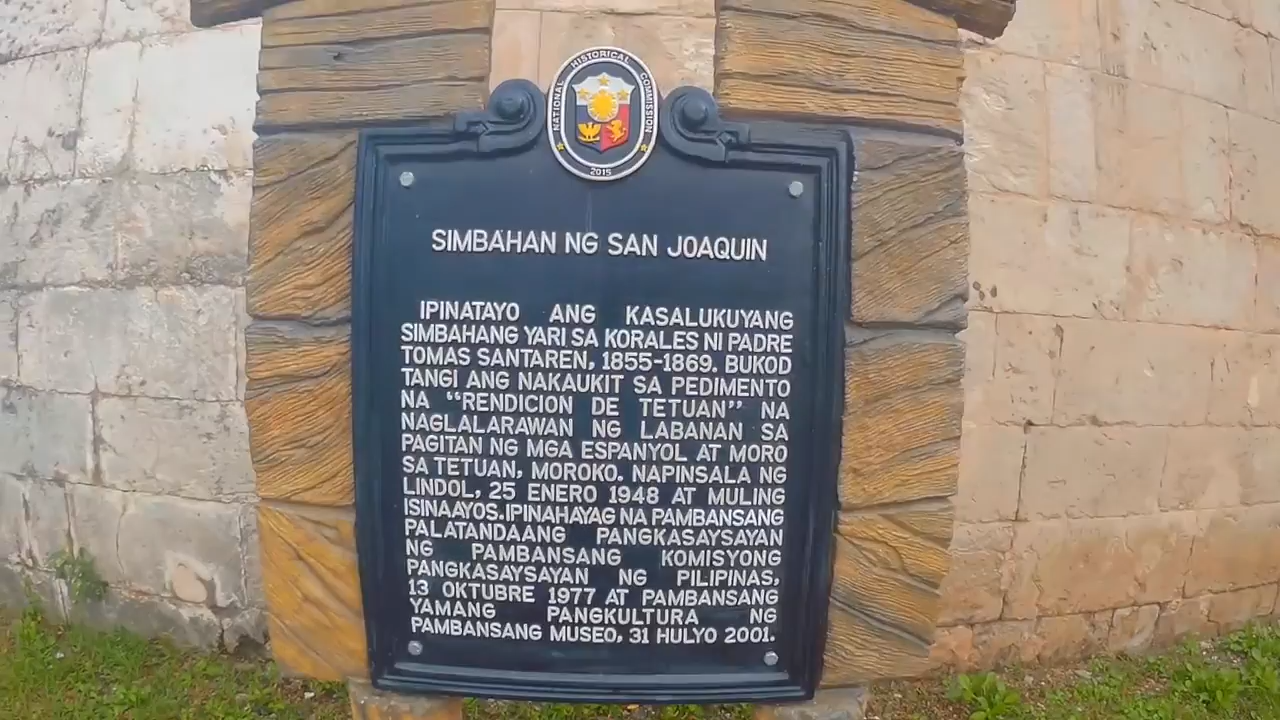 NATIONAL HISTORICAL COMMISSION
2015
SIMBAHAN NG SAN JOAQUIN
IPINATAYO ANG KASALUKUYANG
SIMBAHANG YARI SA KORALES NI PADRE
TOMAS SANTAREN, 1855-1869. BUKOD
TANGI ANG NAKAUKIT SA PEDIMENTO
NA “RENDICION DE TETUAN” NA
NAGLALARAWAN NG LABANAN SA
PAGITAN NG MGA ESPANYOL AT MORO
SA TETUAN, MOROKO. NAPINSALA NG
LINDOL, 25 ENERO 1948 AT MULING
ISINAAYOS.IPINAHAYAG NA PAMBANSANG
PALATANDAANG PANGKASAYSAYAN
NG PAMBANSANG KOMISYONG
PANGKASAYSAYAN NG PILIPINAS,
13 OKTUBRE 1977 AT PAMBANSANG
YAMANG PANGKULTURA NG
PAMBANSANG MUSEO, 31 HULYO 2001.